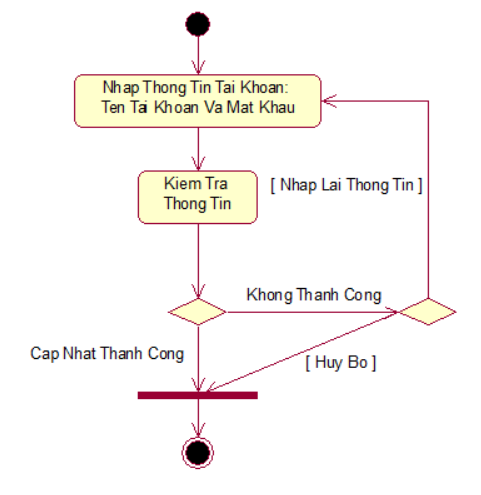 Nhap Thong Tin Tai Khoan:
Ten Tai Khoan Va Mat Khau
Kiem Tra
Thong Tin
[ Nhap Lai Thong Tin ]
Khong Thanh Cong
Cap Nhat Thanh Cong
[ Huy Bo ]